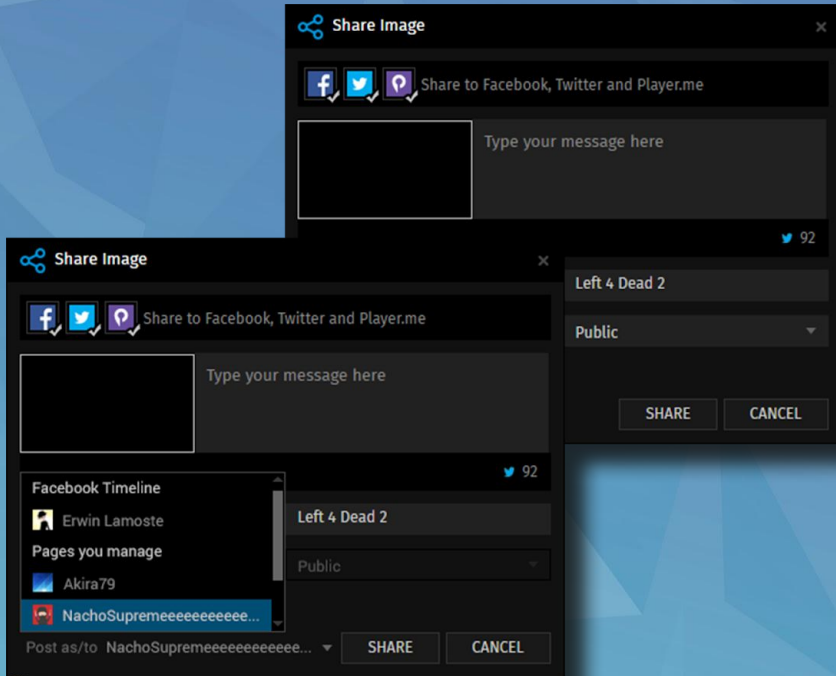 Share Image
Share to Facebook, Twitter and Player.me
Type your message here
92
Left 4 Dead 2
Public
SHARE CANCEL
Share Image
Share to Facebook, Twitter and Player.me
Type your message here
92
Facebook Timeline
Erwin Lamoste
Pages you manage
Akira79
NachoSupremeeeeeeeeeeee...
Left 4 Dead 2
Public
Post as/to NachoSupremeeeeeeeeeeee... SHARE CANCEL